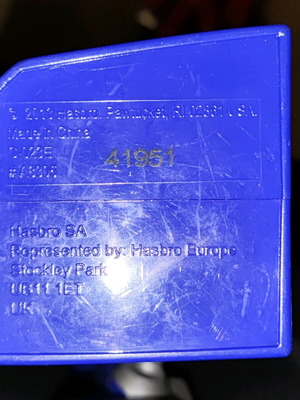 Hasbro, Pawtucket, RI 02861 USA.
Made in China
41951
Hasbro SA
Represented by: Hasbro Europe
Stockley Park
UB11 1ET
UK